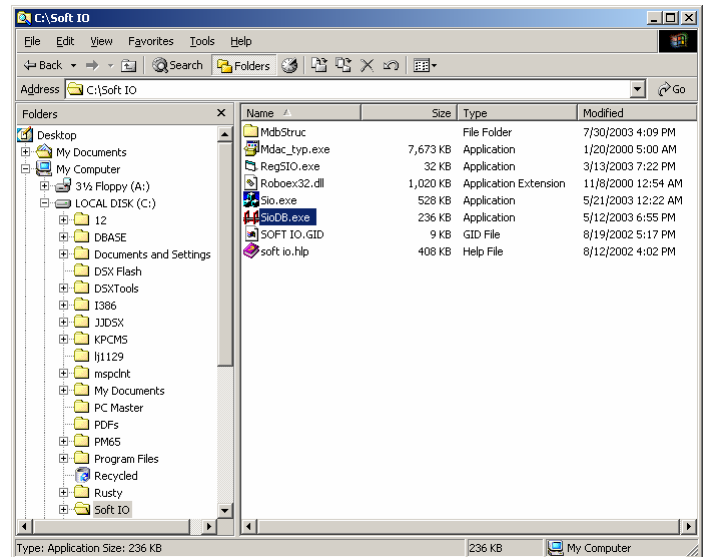 C:\Soft IO
File Edit View Favorites Tools Help
Back Search Folders
Address C:\Soft IO Go
Folders
Desktop
My Documents
My Computer
3½ Floppy (A:)
LOCAL DISK (C:)
12
DBASE
Documents and Settings
DSX Flash
DSXTools
I386
JJDSX
KPCMS
lj1129
mspclnt
My Documents
PC Master
PDFs
PM65
Program Files
Recycled
Rusty
Soft IO
Name Size Type Modified
MdbStruc File Folder 7/30/2003 4:09 PM
Mdac_typ.exe 7,673 KB Application 1/20/2000 5:00 AM
RegSIO.exe 32 KB Application 3/13/2003 7:22 PM
Roboex32.dll 1,020 KB Application Extension 11/8/2000 12:54 AM
Sio.exe 528 KB Application 5/21/2003 12:22 AM
SioDB.exe 236 KB Application 5/12/2003 6:55 PM
SOFT IO.GID 9 KB GID File 8/19/2002 5:17 PM
soft io.hlp 408 KB Help File 8/12/2002 4:02 PM
Type: Application Size: 236 KB 236 KB My Computer